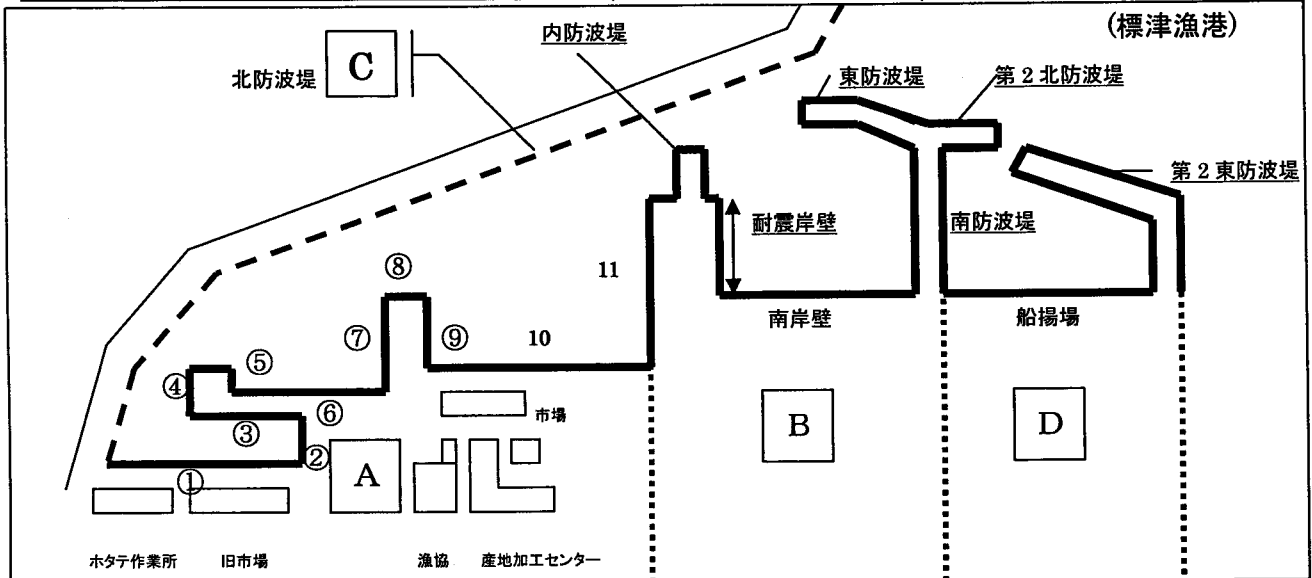 (標津漁港)
内防波堤
北防波堤
C
東防波堤
第2北防波堤
第2東防波堤
耐震岸壁
南防波堤
⑧
11
南岸壁
船揚場
⑦
⑨
10
⑤
④
⑥
③
市場
B
D
②
A
①
ホタテ作業所
旧市場
漁協
産地加工センター